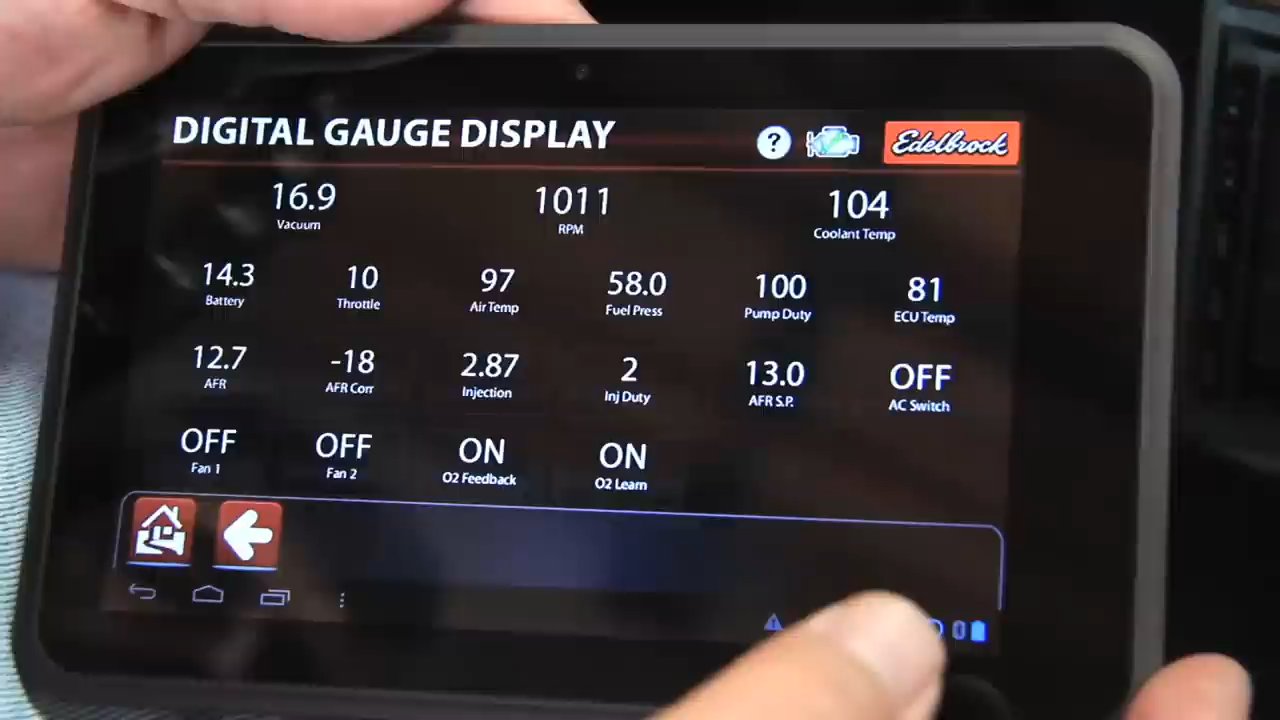 DIGITAL GAUGE DISPLAY
?
Edelbrock
16.9 1011 104
Vacuum RPM Coolant Temp
14.3 10 97 58.0 100 81
Battery Throttle Air Temp Fuel Press Pump Duty ECU Temp
12.7 -18 2.87 2 13.0 OFF
AFR AFR Corr Injection Inj Duty AFR S.P. AC Switch
OFF OFF ON ON
Fan 1 Fan 2 O2 Feedback O2 Learn